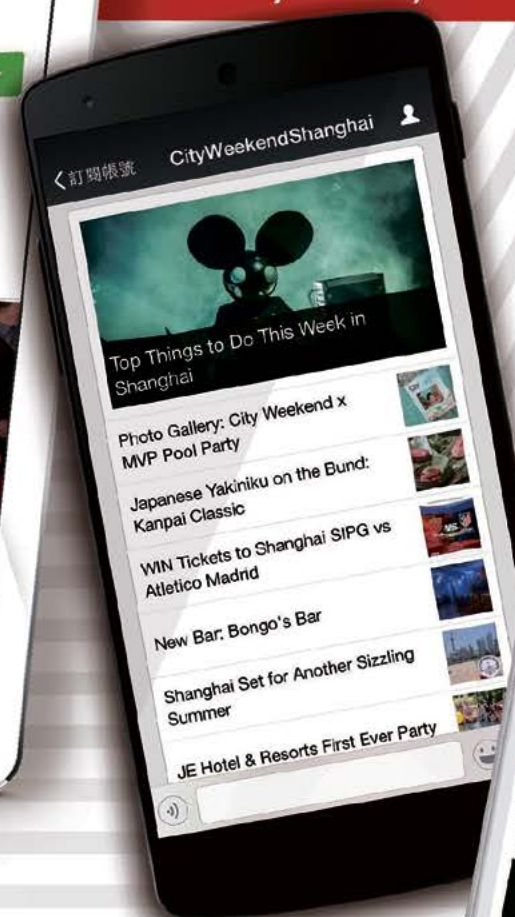 訂閱帳號
CityWeekendShanghai
Top Things to Do This Week in
Shanghai
Photo Gallery: City Weekend x
MVP Pool Party
Japanese Yakiniku on the Bund:
Kanpai Classic
WIN Tickets to Shanghai SIPG vs
Atletico Madrid
VS.
New Bar: Bongo's Bar
Shanghai Set for Another Sizzling
Summer
JE Hotel & Resorts First Ever Party